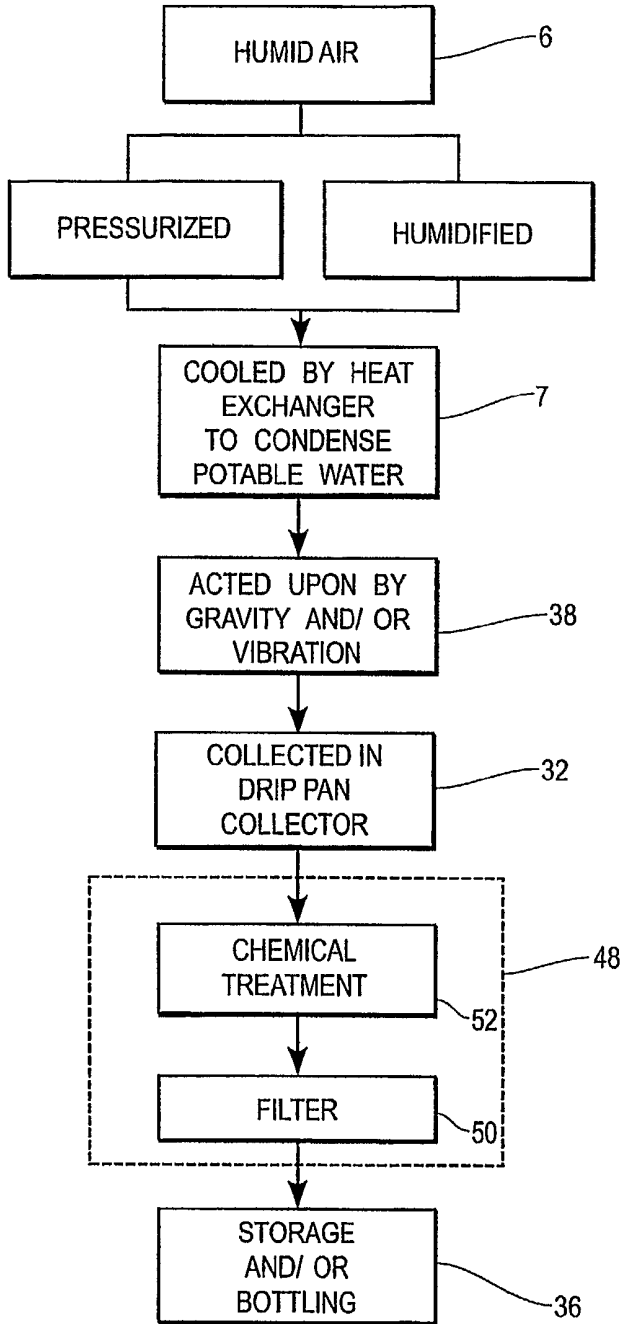 HUMID AIR
6
PRESSURIZED
HUMIDIFIED
COOLED BY HEAT
EXCHANGER
TO CONDENSE
POTABLE WATER
7
ACTED UPON BY
GRAVITY AND/ OR
VIBRATION
38
COLLECTED IN
DRIP PAN
COLLECTOR
32
CHEMICAL
TREATMENT
52
48
FILTER
50
STORAGE
AND/ OR
BOTTLING
36